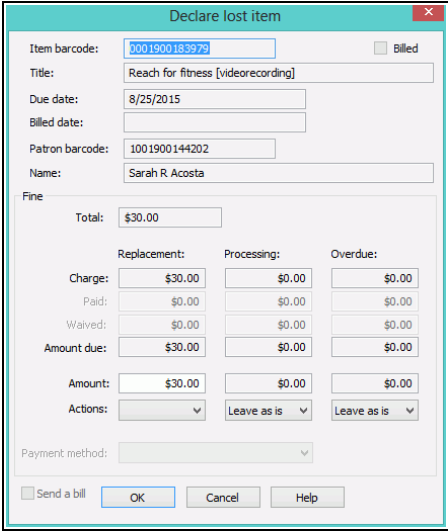 Declare lost item
Item barcode: 0001900183979 Billed
Title: Reach for fitness [videorecording]
Due date: 8/25/2015
Billed date:
Patron barcode: 1001900144202
Name: Sarah R Acosta
Fine
Total: $30.00
Replacement: Processing: Overdue:
Charge: $30.00 $0.00 $0.00
Paid: $0.00 $0.00 $0.00
Waived: $0.00 $0.00 $0.00
Amount due: $30.00 $0.00 $0.00
Amount: $30.00 $0.00 $0.00
Actions: Leave as is Leave as is
Payment method:
Send a bill OK Cancel Help